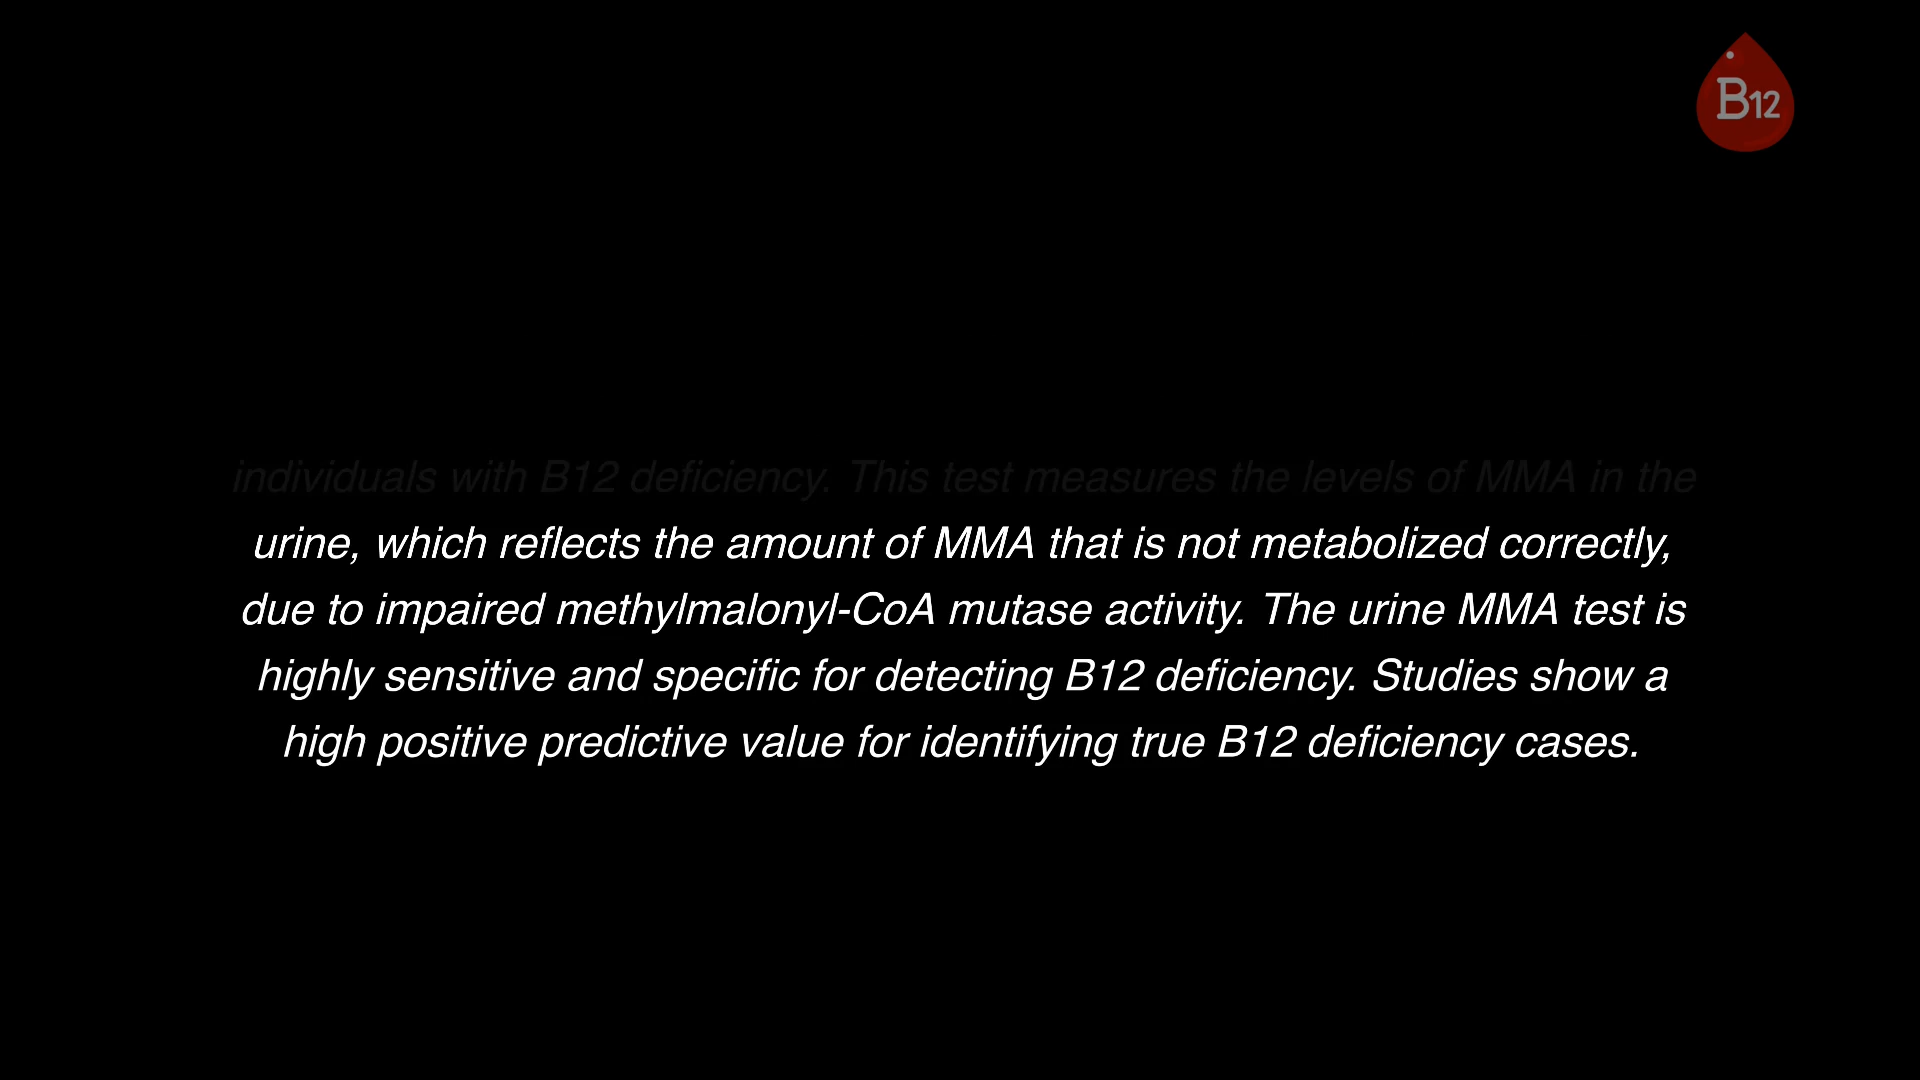 B12
individuals with B12 deficiency. This test measures the levels of MMA in the
urine, which reflects the amount of MMA that is not metabolized correctly,
due to impaired methylmalonyl-CoA mutase activity. The urine MMA test is
highly sensitive and specific for detecting B12 deficiency. Studies show a
high positive predictive value for identifying true B12 deficiency cases.